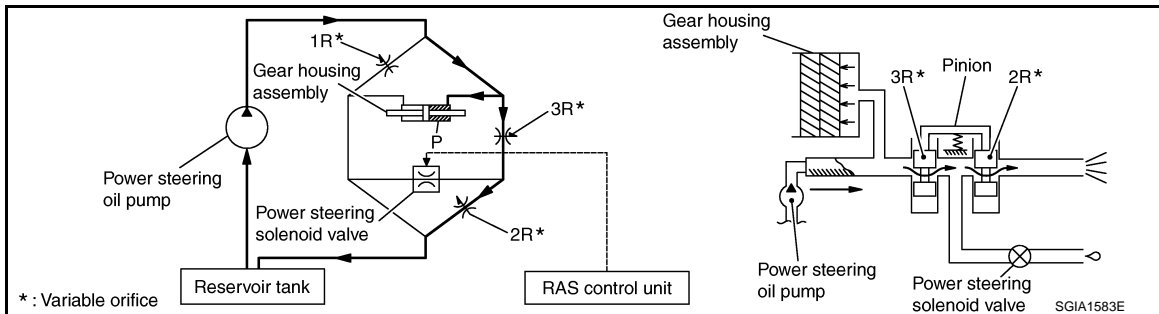 1R*
Gear housing
assembly
3R*
P
Power steering
oil pump
Power steering
solenoid valve
2R*
Reservoir tank
RAS control unit
* : Variable orifice
Gear housing
assembly
Pinion
3R*
2R*
Power steering
oil pump
Power steering
solenoid valve
SGIA1583E